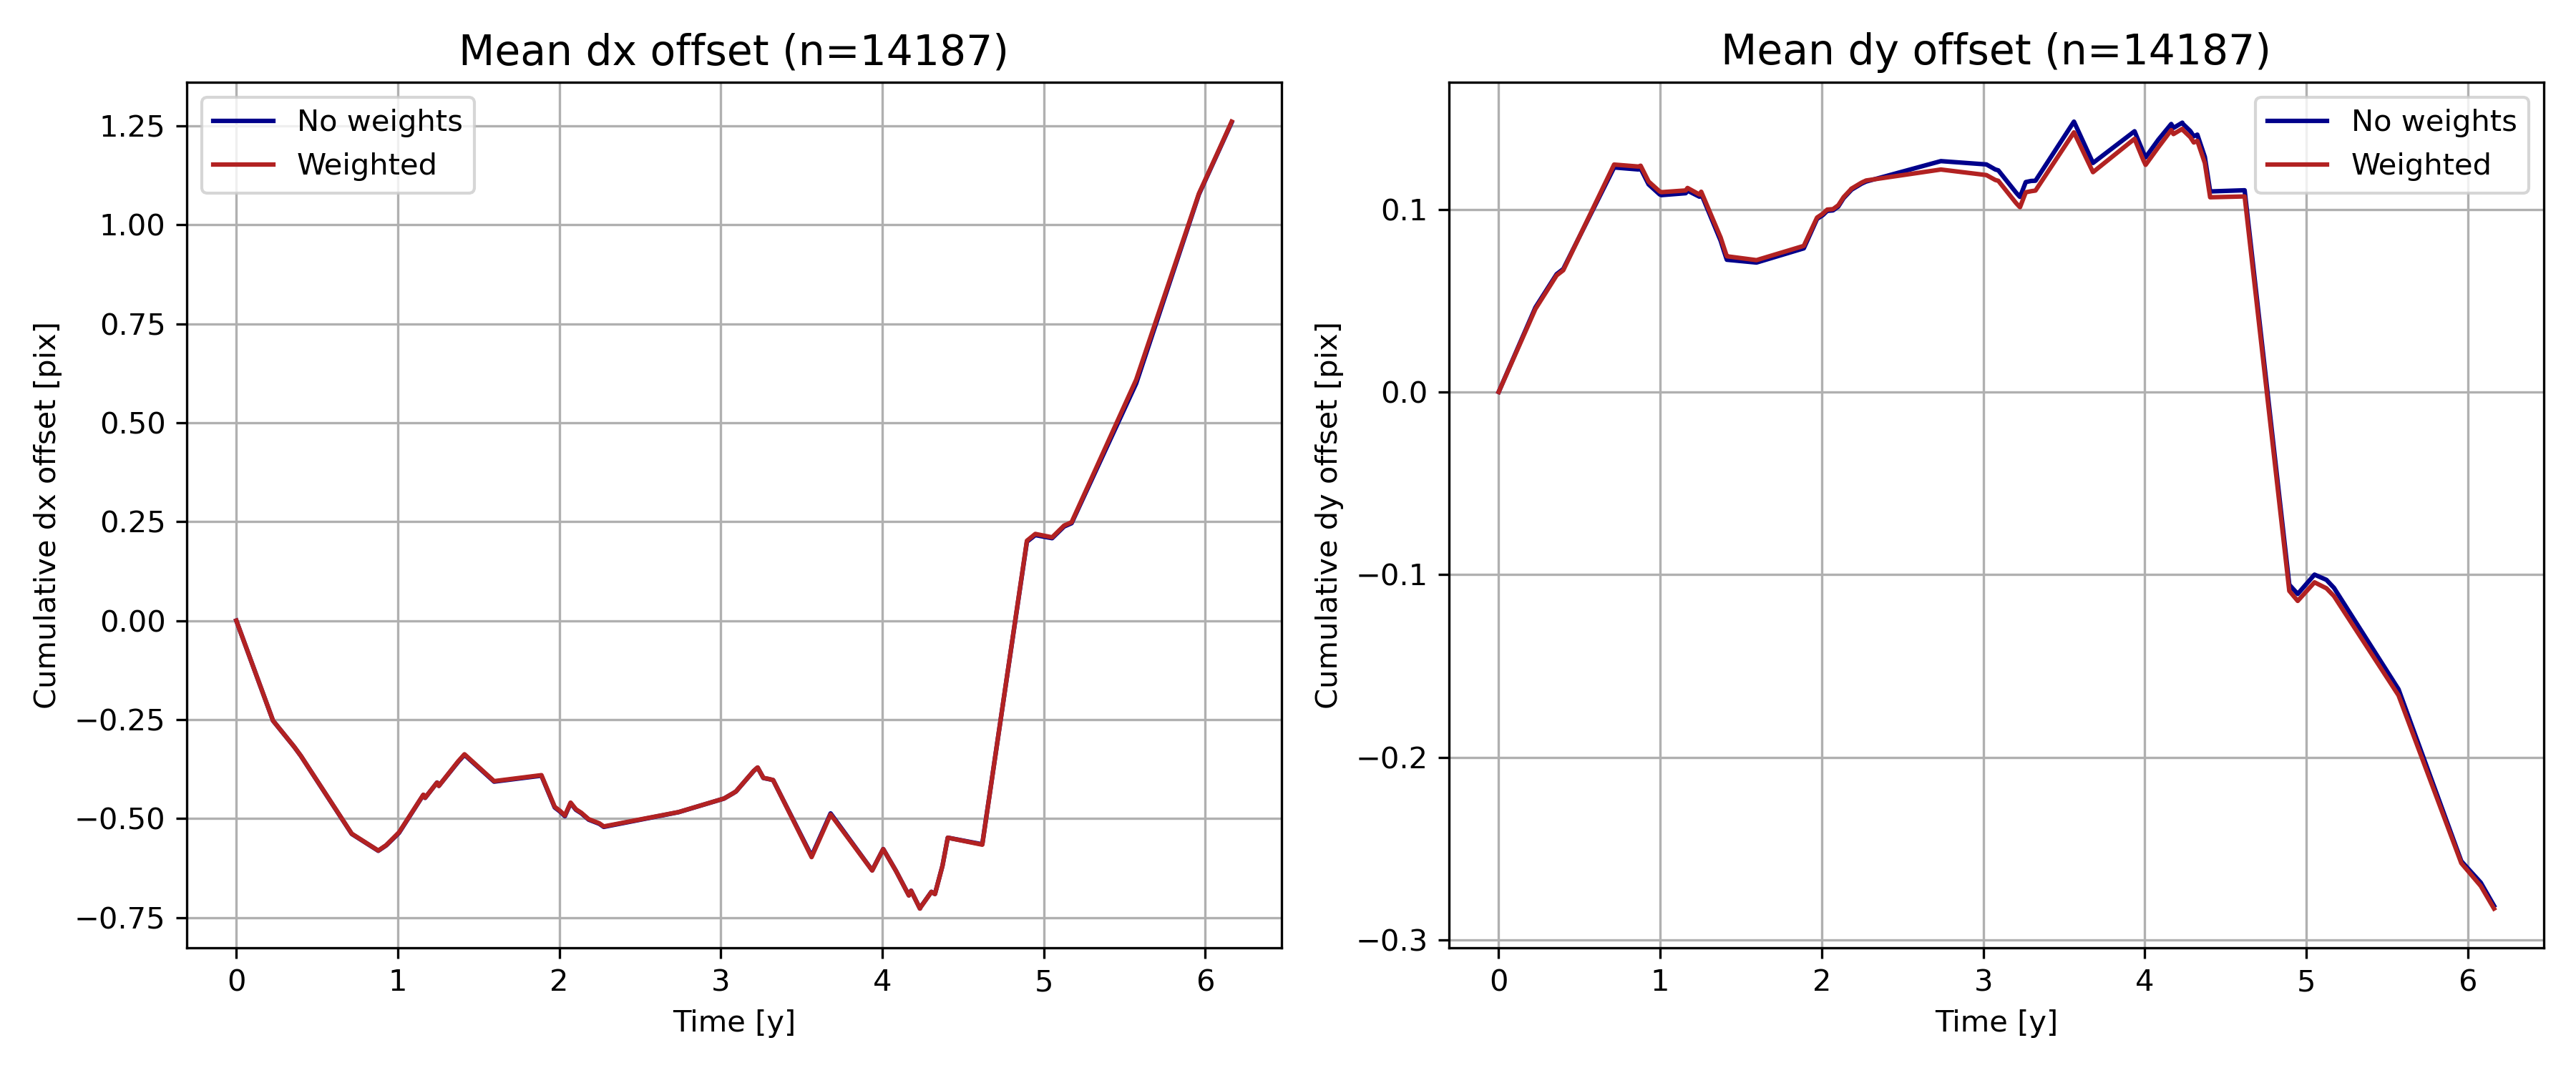 Mean dx offset (n=14187)
No weights
Weighted
1.25
1.00
0.75
0.50
0.25
0.00
−0.25
−0.50
−0.75
Cumulative dx offset [pix]
0 1 2 3 4 5 6
Time [y]
Mean dy offset (n=14187)
No weights
Weighted
0.1
0.0
−0.1
−0.2
−0.3
Cumulative dy offset [pix]
0 1 2 3 4 5 6
Time [y]